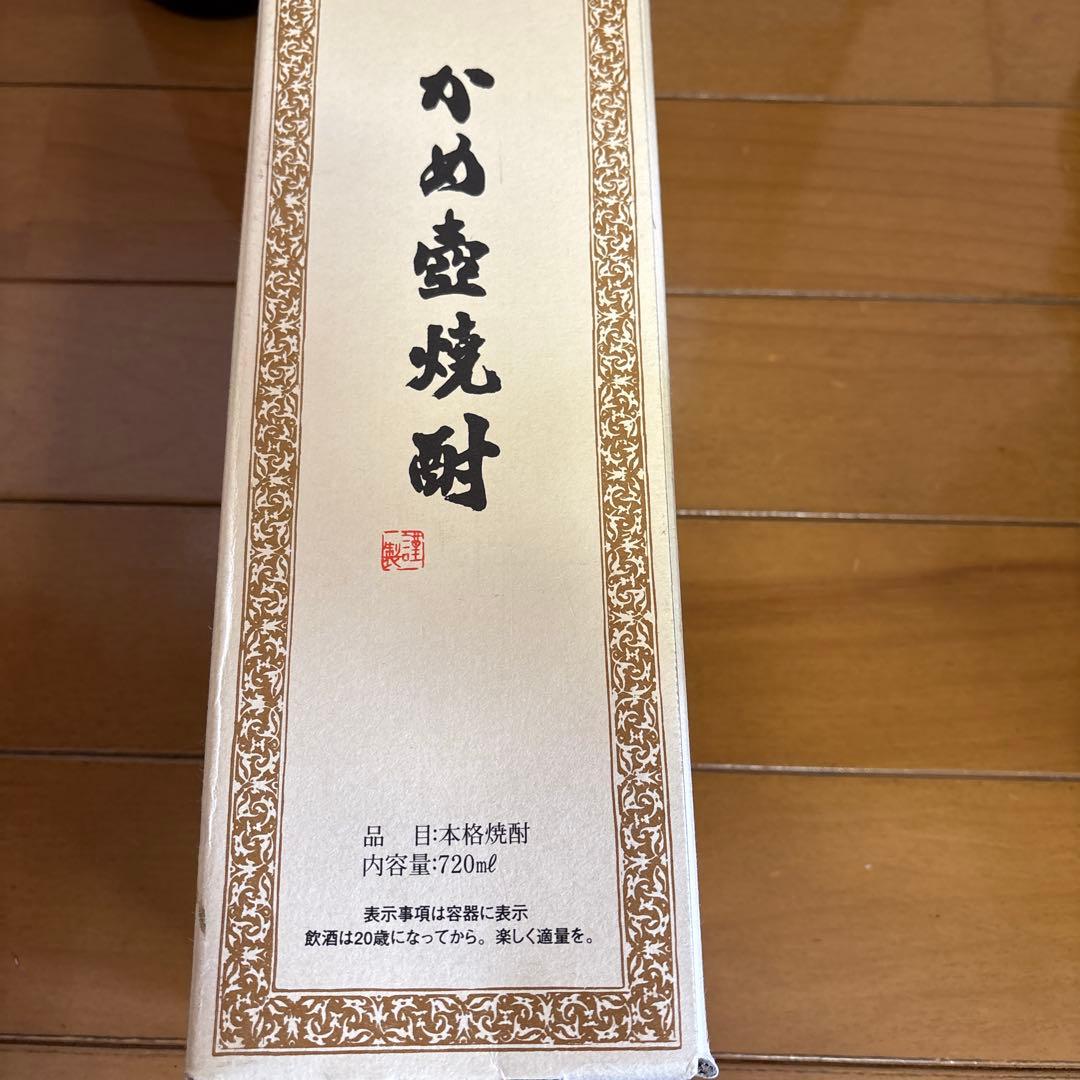 かめ壺焼酎
謹製
品 目:本格焼酎
内容量:720mℓ
表示事項は容器に表示
飲酒は20歳になってから。楽しく適量を。